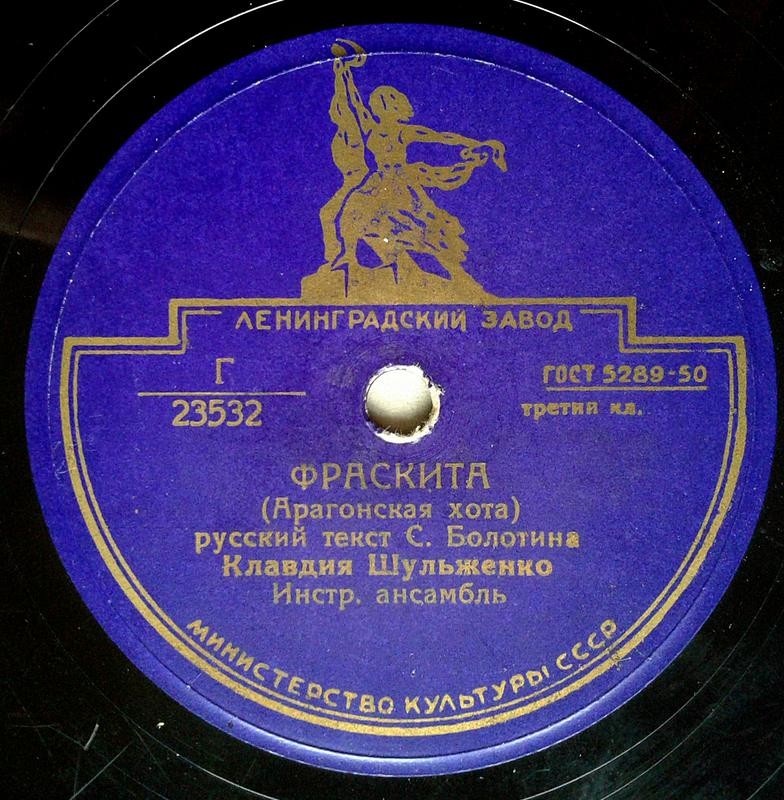 ЛЕНИНГРАДСКИЙ ЗАВОД
Г
23532
ГОСТ 5289-50
третий кл.
ФРАСКИТА
(Арагонская хота)
русский текст С. Болотина
Клавдия Шульженко
Инстр. ансамбль
МИНИСТЕРСТВО КУЛЬТУРЫ СССР